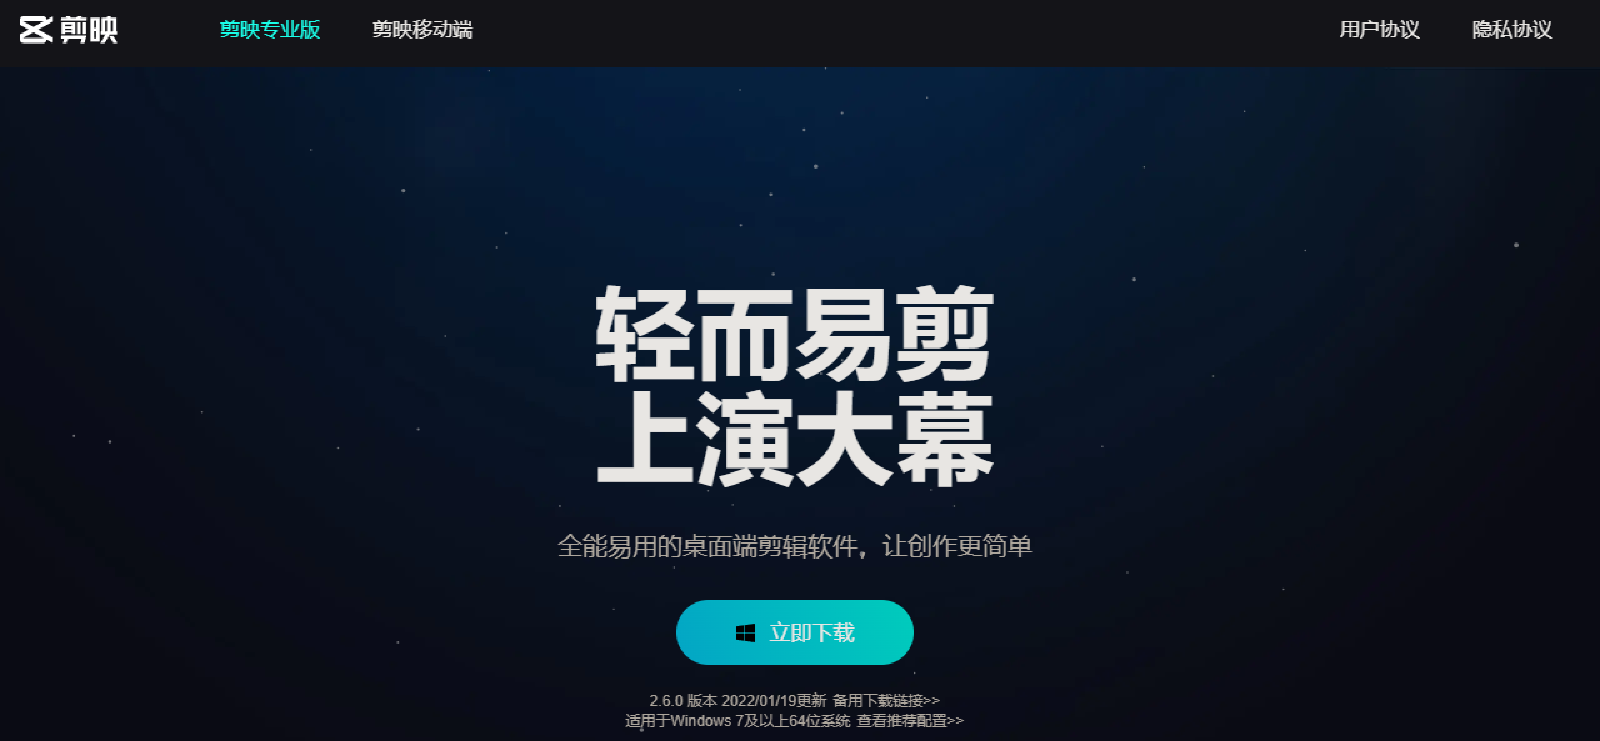 剪映 剪映专业版 剪映移动端 用户协议 隐私协议
轻而易剪
上演大幕
全能易用的桌面端剪辑软件，让创作更简单
立即下载
2.6.0 版本 2022/01/19更新 备用下载链接>>
适用于Windows 7及以上64位系统 查看推荐配置>>